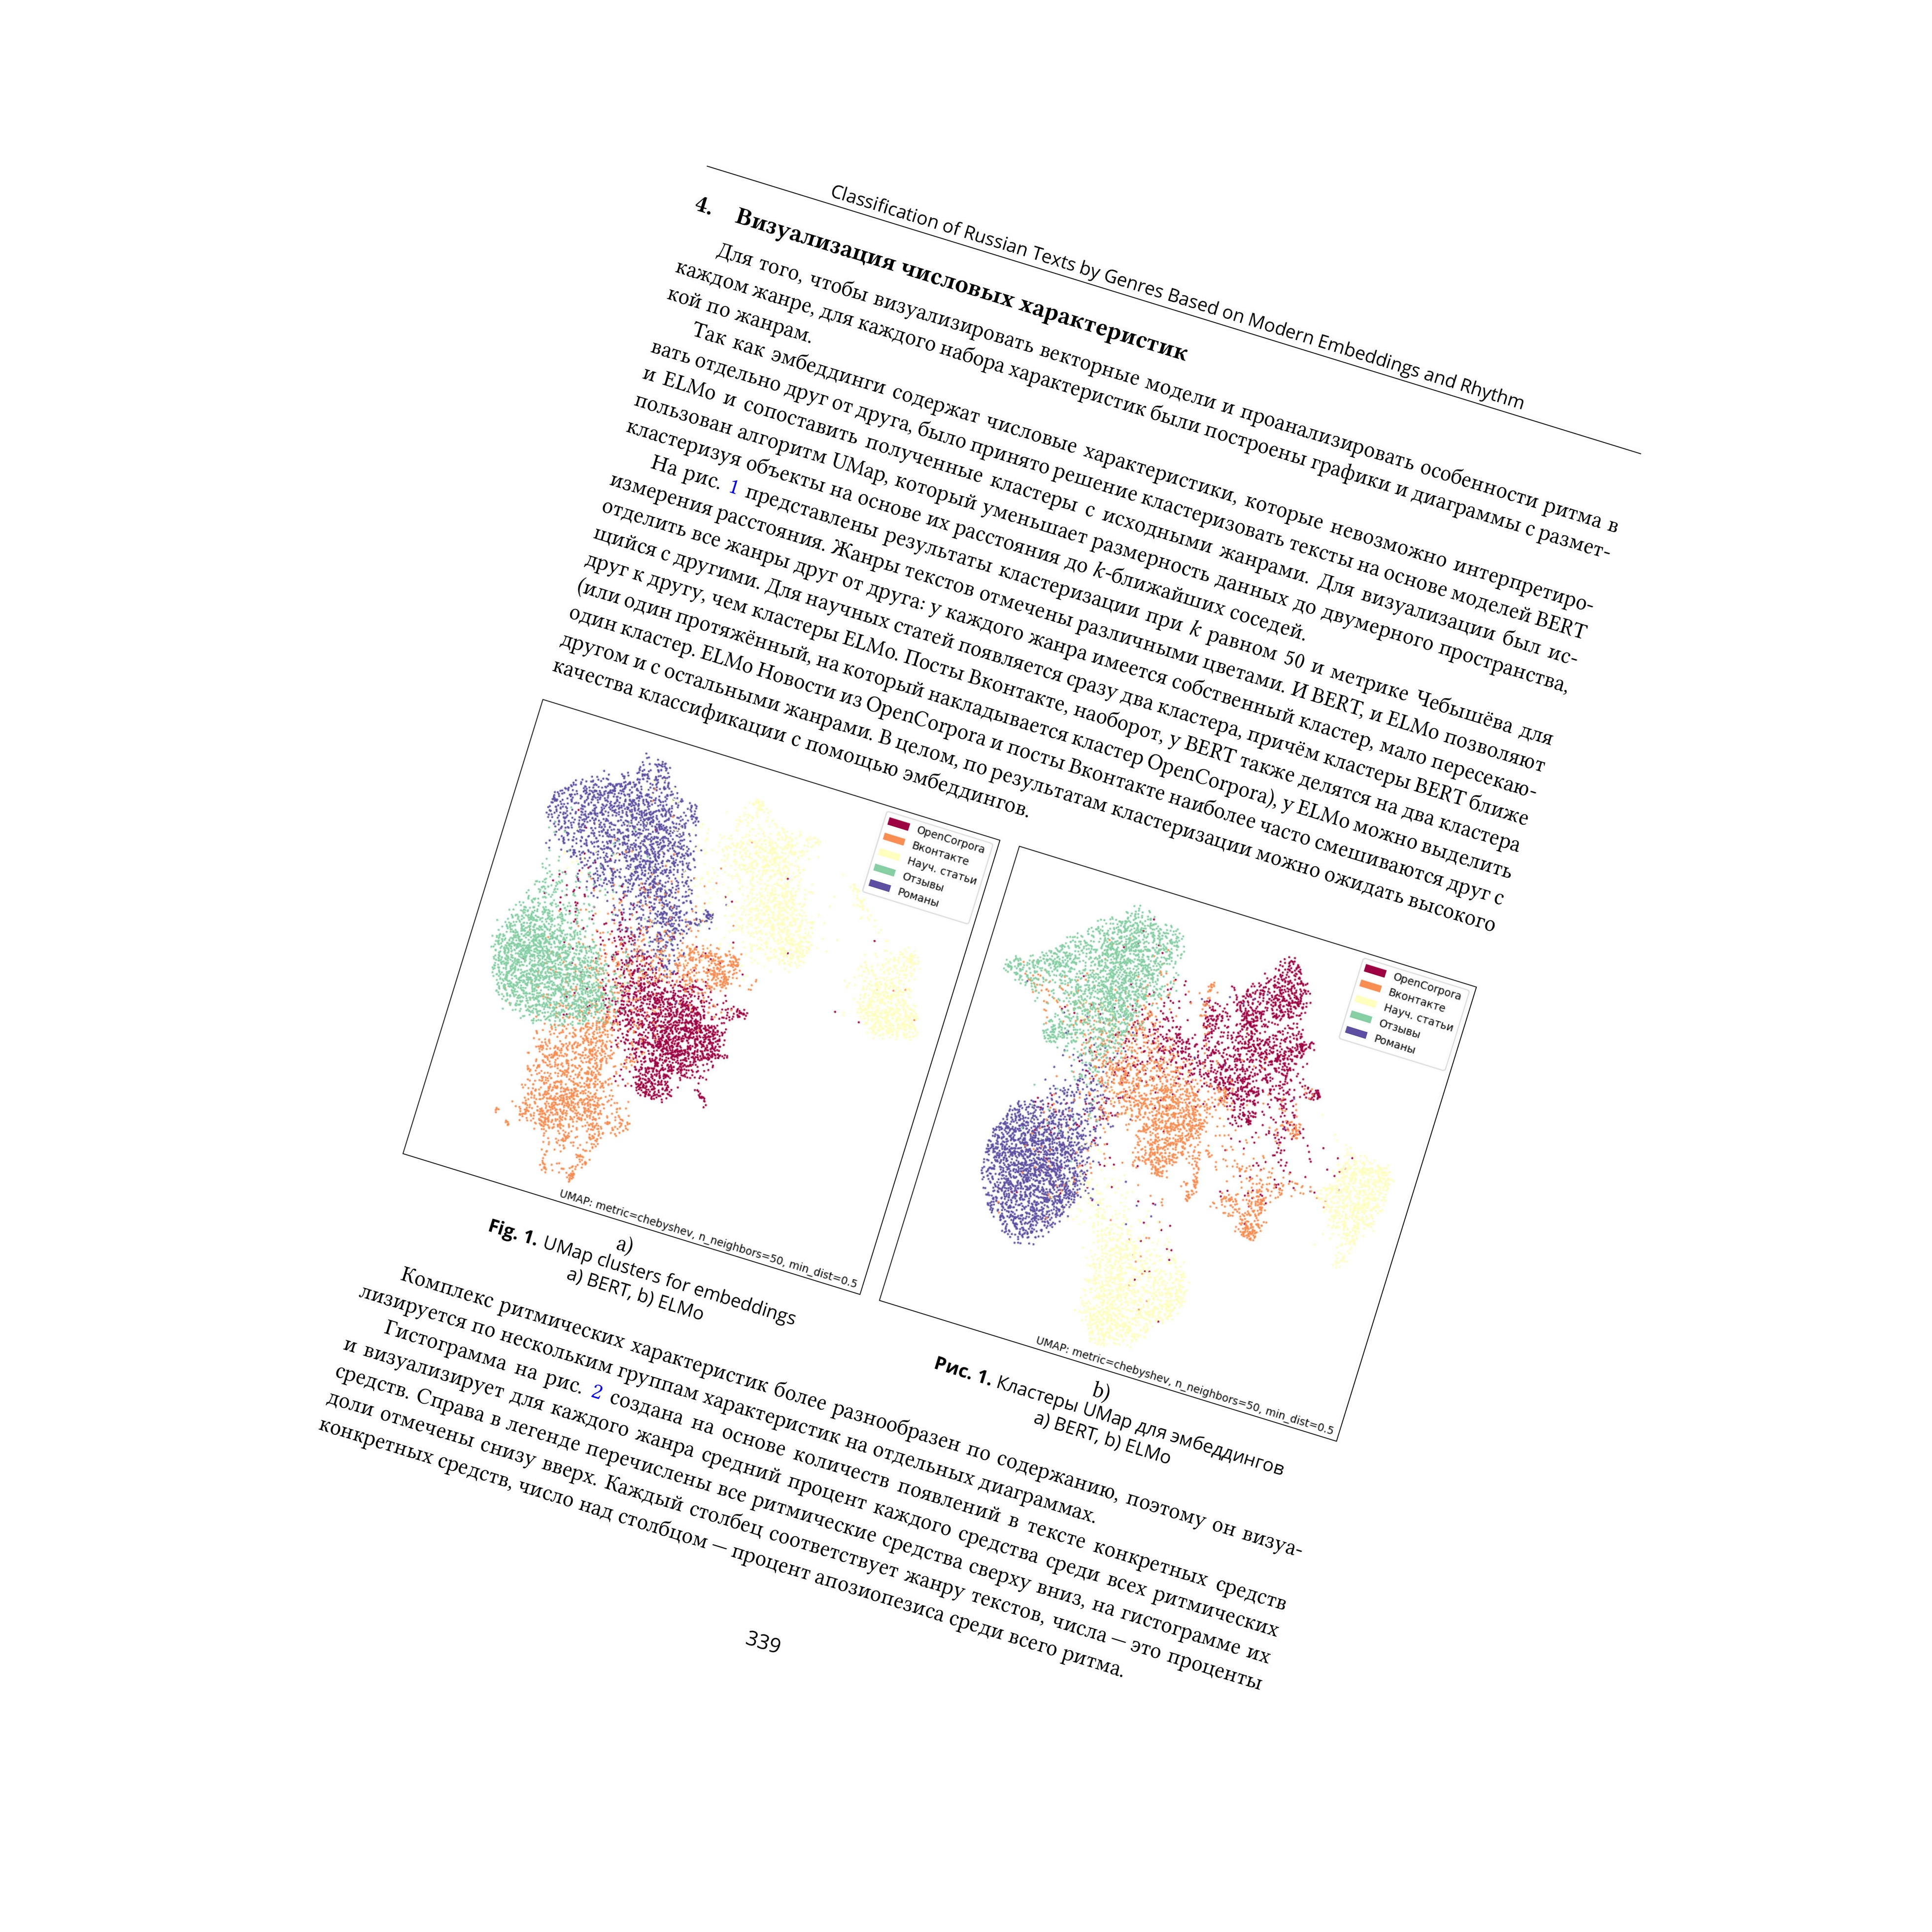 Classification of Russian Texts by Genres Based on Modern Embeddings and Rhythm
4. Визуализация числовых характеристик
Для того, чтобы визуализировать векторные модели и проанализировать особенности ритма в
каждом жанре, для каждого набора характеристик были построены графики и диаграммы с размет-
кой по жанрам.
Так как эмбеддинги содержат числовые характеристики, которые невозможно интерпретиро-
вать отдельно друг от друга, было принято решение кластеризовать тексты на основе моделей BERT
и ELMo и сопоставить полученные кластеры с исходными жанрами. Для визуализации был ис-
пользован алгоритм UMap, который уменьшает размерность данных до двумерного пространства,
кластеризуя объекты на основе их расстояния до k-ближайших соседей.
На рис. 1 представлены результаты кластеризации при k равном 50 и метрике Чебышёва для
измерения расстояния. Жанры текстов отмечены различными цветами. И BERT, и ELMo позволяют
отделить все жанры друг от друга: у каждого жанра имеется собственный кластер, мало пересекаю-
щийся с другими. Для научных статей появляется сразу два кластера, причём кластеры BERT ближе
друг к другу, чем кластеры ELMo. Посты Вконтакте, наоборот, у BERT также делятся на два кластера
(или один протяжённый, на который накладывается кластер OpenCorpora), у ELMo можно выделить
один кластер. ELMo Новости из OpenCorpora и посты Вконтакте наиболее часто смешиваются друг с
другом и с остальными жанрами. В целом, по результатам кластеризации можно ожидать высокого
качества классификации с помощью эмбеддингов.
OpenCorpora
Вконтакте
Науч. статьи
Отзывы
Романы
UMAP: metric=chebyshev, n_neighbors=50, min_dist=0.5
a)
OpenCorpora
Вконтакте
Науч. статьи
Отзывы
Романы
UMAP: metric=chebyshev, n_neighbors=50, min_dist=0.5
b)
Fig. 1. UMap clusters for embeddings
a) BERT, b) ELMo
Рис. 1. Кластеры UMap для эмбеддингов
a) BERT, b) ELMo
Комплекс ритмических характеристик более разнообразен по содержанию, поэтому он визуа-
лизируется по нескольким группам характеристик на отдельных диаграммах.
Гистограмма на рис. 2 создана на основе количеств появлений в тексте конкретных средств
и визуализирует для каждого жанра средний процент каждого средства среди всех ритмических
средств. Справа в легенде перечислены все ритмические средства сверху вниз, на гистограмме их
доли отмечены снизу вверх. Каждый столбец соответствует жанру текстов, числа — это проценты
конкретных средств, число над столбцом — процент апозиопезиса среди всего ритма.
339